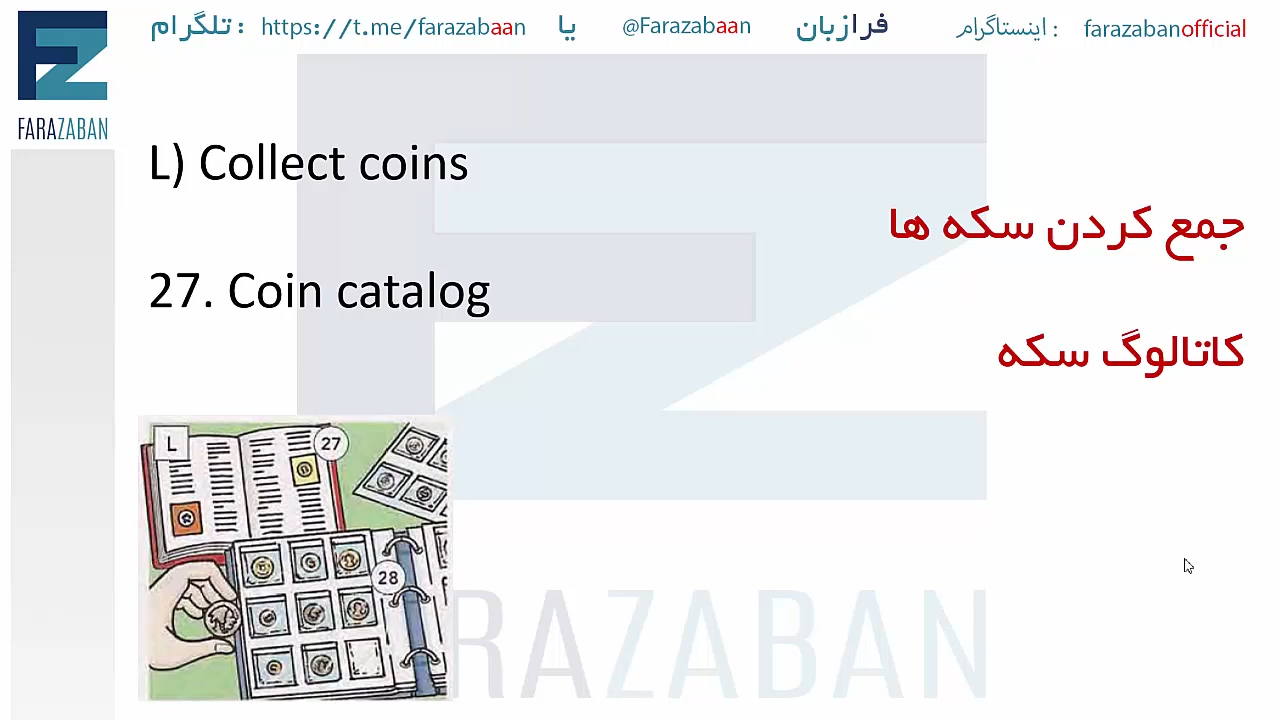 تلگرام : https://t.me/farazabaan یا @Farazabaan فرازبان اینستاگرام : farazabanofficial
FZ
FARAZABAN
L) Collect coins
جمع کردن سکه ها
27. Coin catalog
کاتالوگ سکه
L 27
28
FARAZABAN